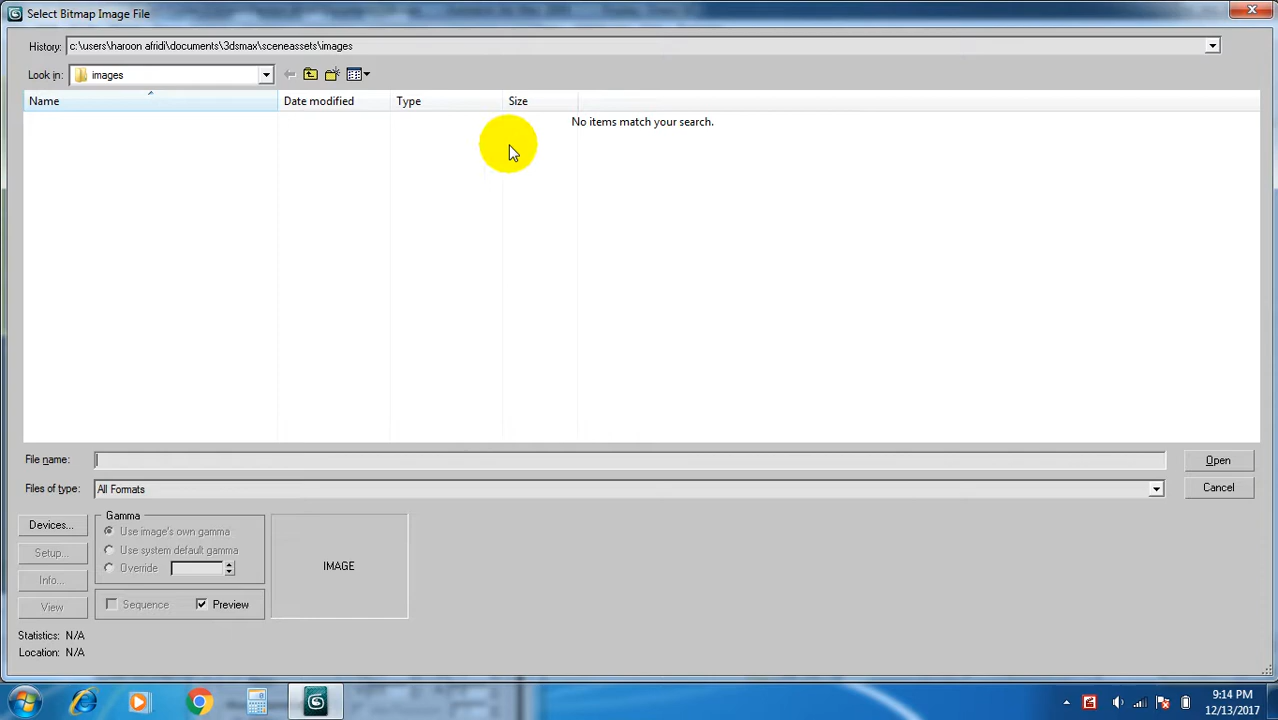 Select Bitmap Image File
History: c:\users\haroon afridi\documents\3dsmax\sceneassets\images
Look in: images
Name Date modified Type Size
No items match your search.
File name: Open
Files of type: All Formats Cancel
Devices...
Setup...
Info...
View
Gamma
Use image's own gamma
Use system default gamma
Override
Sequence Preview
IMAGE
Statistics: N/A
Location: N/A
9:14 PM
12/13/2017